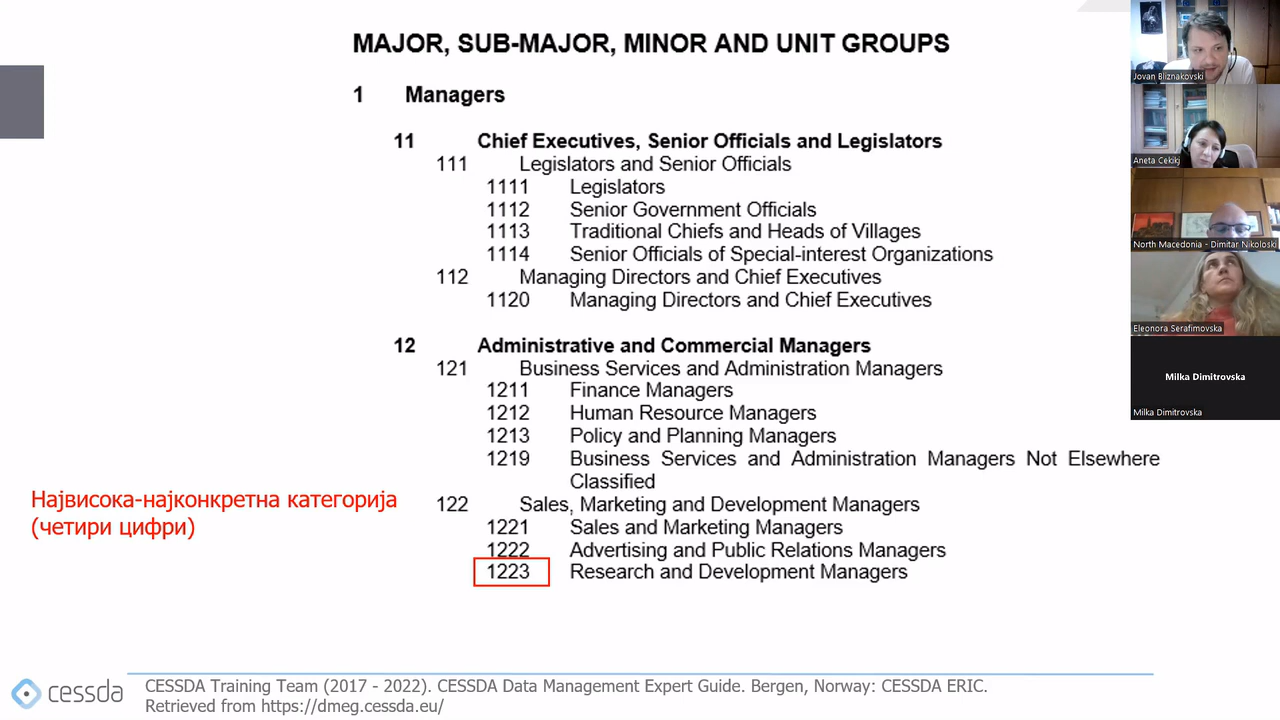 MAJOR, SUB-MAJOR, MINOR AND UNIT GROUPS
1 Managers
11 Chief Executives, Senior Officials and Legislators
111 Legislators and Senior Officials
1111 Legislators
1112 Senior Government Officials
1113 Traditional Chiefs and Heads of Villages
1114 Senior Officials of Special-interest Organizations
112 Managing Directors and Chief Executives
1120 Managing Directors and Chief Executives
12 Administrative and Commercial Managers
121 Business Services and Administration Managers
1211 Finance Managers
1212 Human Resource Managers
1213 Policy and Planning Managers
1219 Business Services and Administration Managers Not Elsewhere
Classified
122 Sales, Marketing and Development Managers
1221 Sales and Marketing Managers
1222 Advertising and Public Relations Managers
1223 Research and Development Managers
Највисока-најконкретна категорија
(четири цифри)
cessda
CESSDA Training Team (2017 - 2022). CESSDA Data Management Expert Guide. Bergen, Norway: CESSDA ERIC.
Retrieved from https://dmeg.cessda.eu/
Jovan Bliznakovski
Aneta Cekikj
North Macedonia - Dimitar Nikoloski
Eleonora Serafimovska
Milka Dimitrovska
Milka Dimitrovska